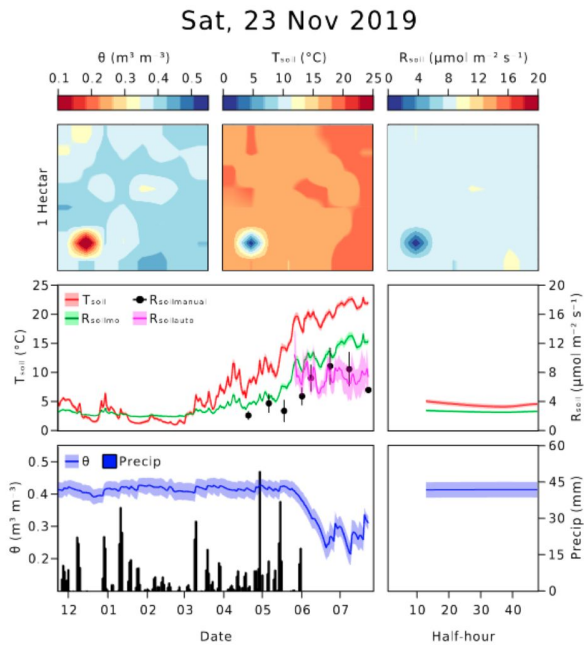 Sat, 23 Nov 2019
θ (m³ m⁻³) Tₛₒᵢₗ (°C) Rₛₒᵢₗ (μmol m⁻² s⁻¹)
0.1 0.2 0.3 0.4 0.5 0 5 10 15 20 25 0 4 8 12 16 20
1 Hectar
25 20
20 16
15 12
10 8
5 4
0 0
Tₛₒᵢₗ (°C)
Tₛₒᵢₗ Rₛₒᵢₗₘₐₙᵤₐₗ
Rₛₒᵢₗₘₒ Rₛₒᵢₗₐᵤₜₒ
Rₛₒᵢₗ (μmol m⁻² s⁻¹)
0.5
0.4
0.3
0.2
θ (m³ m⁻³)
θ Precip
60
45
30
15
0
Precip (mm)
12 01 02 03 04 05 06 07 10 20 30 40
Date Half-hour